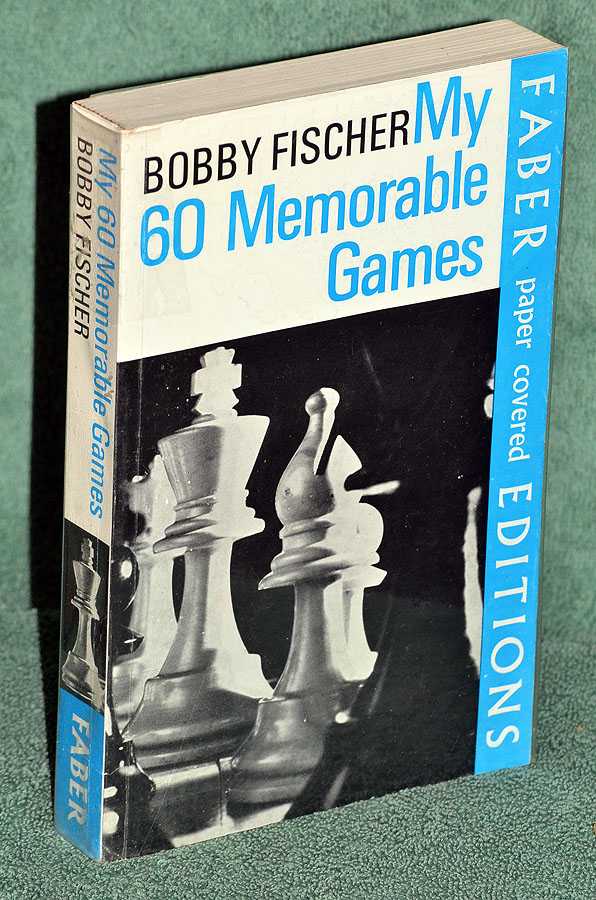 BOBBY FISCHER My
60 Memorable
Games
FABER paper covered EDITIONS
My 60 Memorable Games
BOBBY FISCHER
FABER